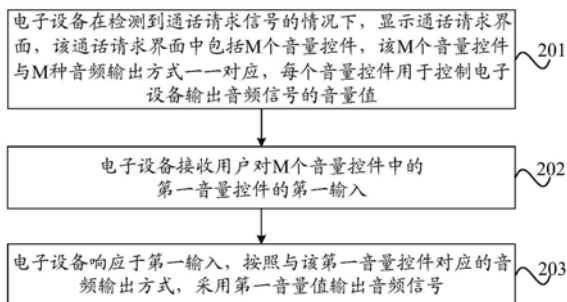 电子设备在检测到通话请求信号的情况下，显示通话请求界
面，该通话请求界面中包括M个音量控件，该M个音量控件
与M种音频输出方式一一对应，每个音量控件用于控制电子
设备输出音频信号的音量值
201
电子设备接收用户对M个音量控件中的
第一音量控件的第一输入
202
电子设备响应于第一输入，按照与该第一音量控件对应的音
频输出方式，采用第一音量值输出音频信号
203